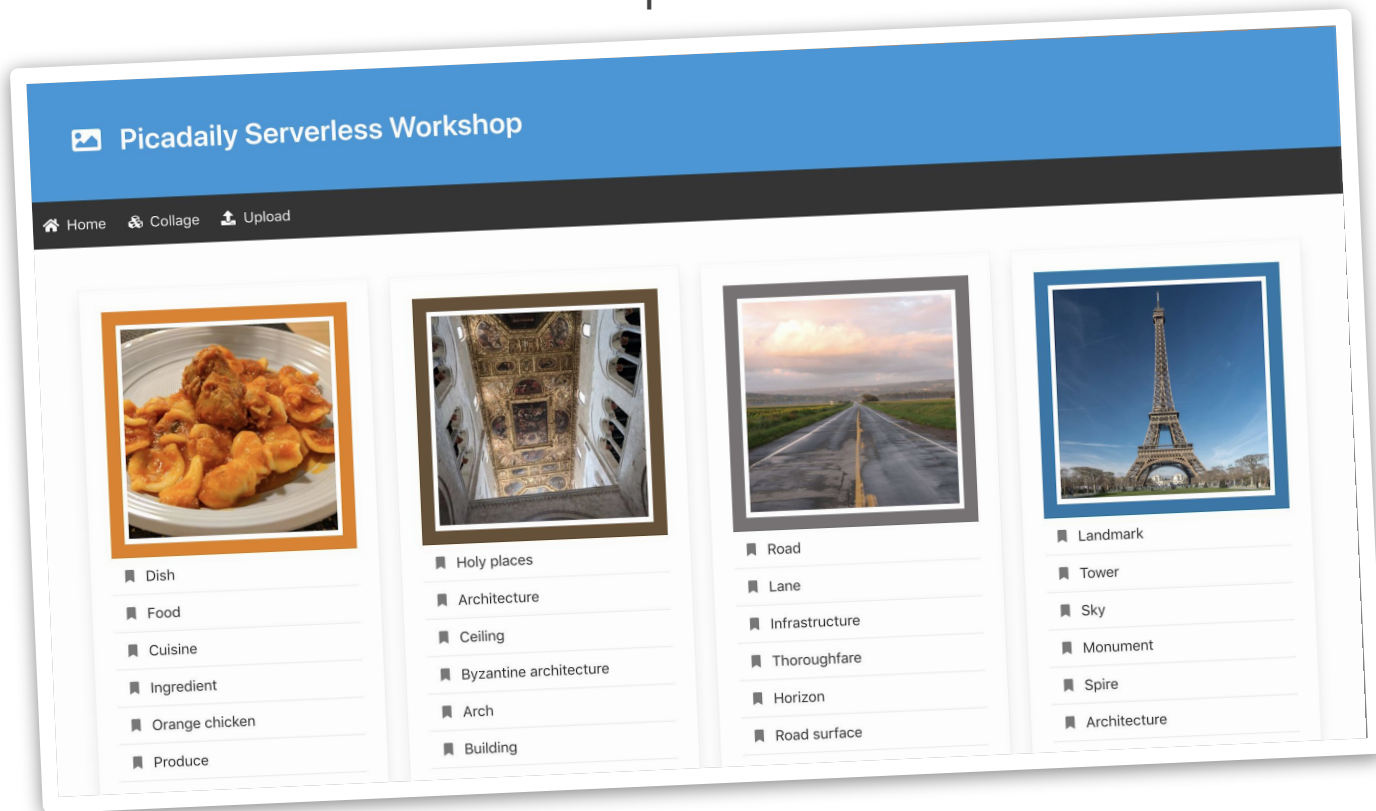 Picadaily Serverless Workshop
Home Collage Upload
Dish
Food
Cuisine
Ingredient
Orange chicken
Produce
Holy places
Architecture
Ceiling
Byzantine architecture
Arch
Building
Road
Lane
Infrastructure
Thoroughfare
Horizon
Road surface
Landmark
Tower
Sky
Monument
Spire
Architecture